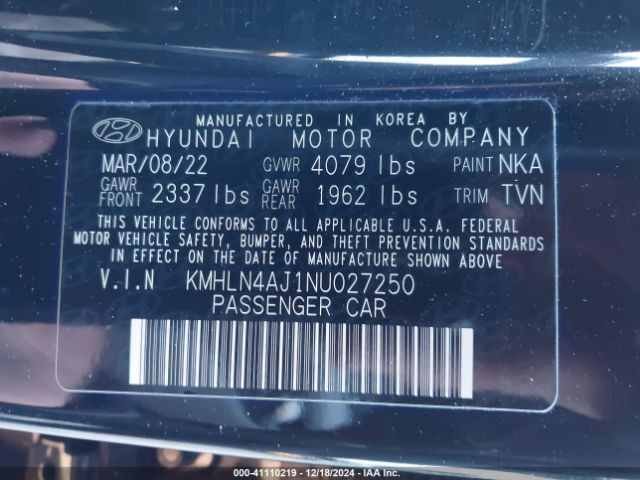 MANUFACTURED IN KOREA BY
HYUNDAI MOTOR COMPANY
MAR/08/22 GVWR 4079 lbs PAINT NKA
GAWR FRONT 2337 lbs GAWR REAR 1962 lbs TRIM TVN
THIS VEHICLE CONFORMS TO ALL APPLICABLE U.S.A. FEDERAL
MOTOR VEHICLE SAFETY, BUMPER, AND THEFT PREVENTION STANDARDS
IN EFFECT ON THE DATE OF MANUFACTURE SHOWN ABOVE
V.I.N KMHLN4AJ1NU027250
PASSENGER CAR
000-41110219 - 12/18/2024 - IAA Inc.